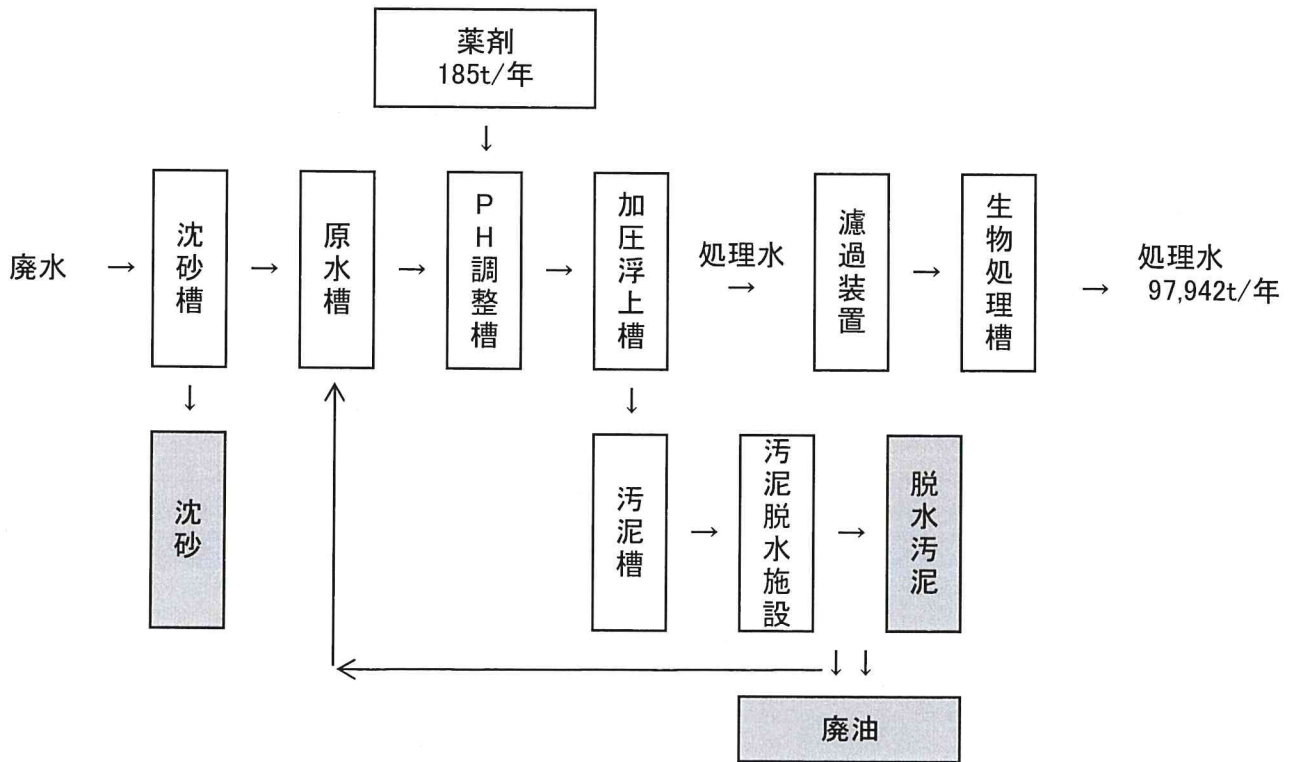 薬剤
185t/年
↓
廃水 → 沈砂槽 → 原水槽 → PH調整槽 → 加圧浮上槽 処理水 → 濾過装置 → 生物処理槽 → 処理水
97,942t/年
↓ ↓
沈砂 汚泥槽 → 汚泥脱水施設 → 脱水汚泥
↓ ↓
廃油